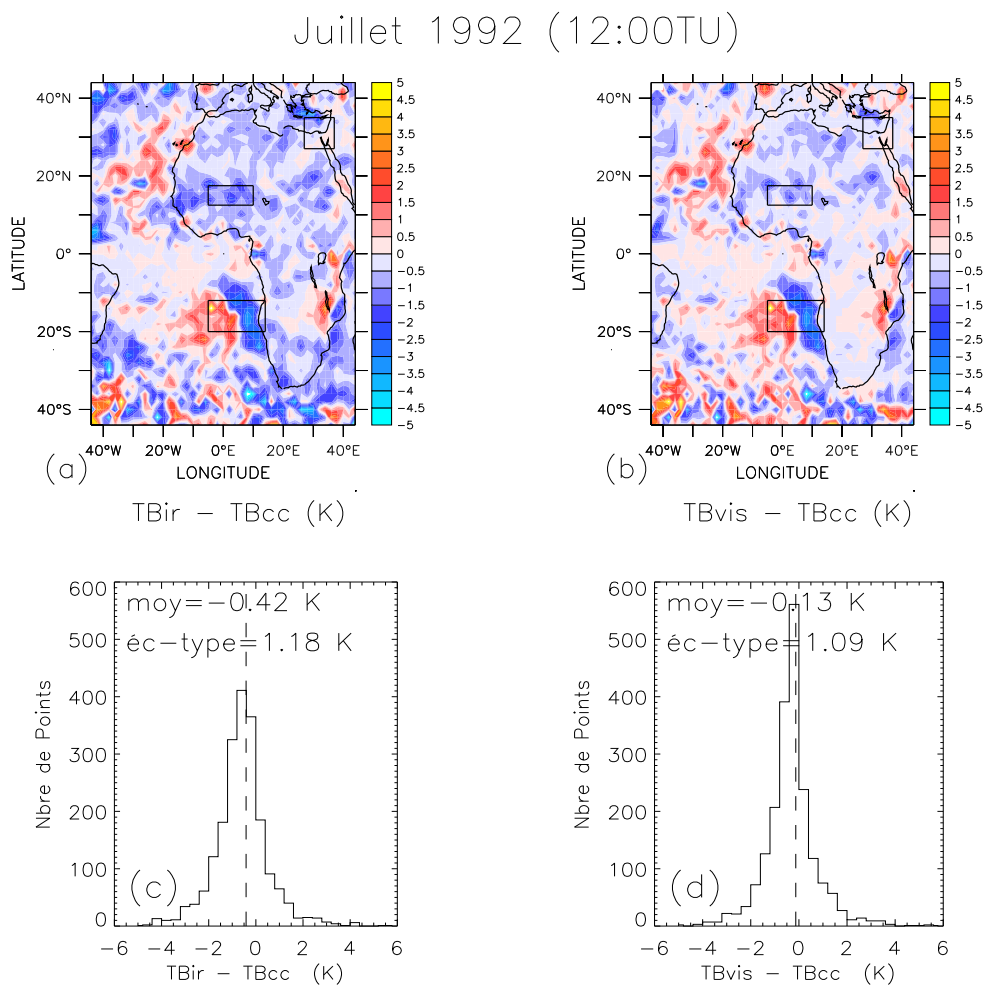 Juillet 1992 (12:00TU)
40°N
20°N
0°
20°S
40°S
LATITUDE
40°W 20°W 0°E 20°E 40°E
LONGITUDE
(a)
5
4.5
3.5
3
2.5
2
1.5
1
0.5
0
−0.5
−1
−1.5
−2
−2.5
−3
−3.5
−4
−4.5
−5
TBir − TBcc (K)
40°N
20°N
0°
20°S
40°S
LATITUDE
40°W 20°W 0°E 20°E 40°E
LONGITUDE
(b)
5
4.5
4
3.5
3
2.5
2
1.5
1
0.5
0
−0.5
−1
−1.5
−2
−2.5
−3
−3.5
−4
−4.5
−5
TBvis − TBcc (K)
moy=−0.42 K
éc−type=1.18 K
600
500
400
300
200
100
0
Nbre de Points
(c)
−6 −4 −2 0 2 4 6
TBir − TBcc (K)
moy=−0.13 K
éc−type=1.09 K
600
500
400
300
200
100
0
Nbre de Points
(d)
−6 −4 −2 0 2 4 6
TBvis − TBcc (K)